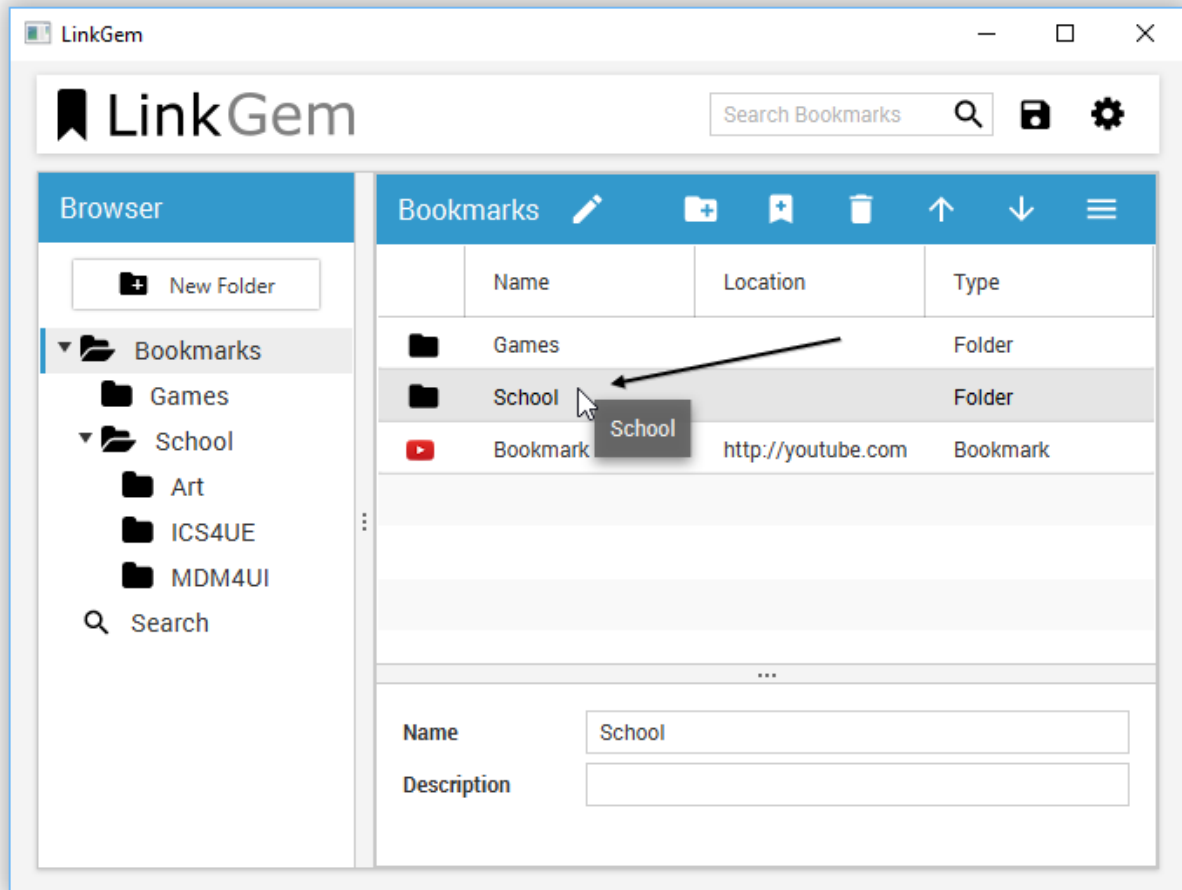 LinkGem
LinkGem
Search Bookmarks
Browser
New Folder
Bookmarks
Games
School
Art
ICS4UE
MDM4UI
Search
Bookmarks
Name Location Type
Games Folder
School Folder
School
Bookmark http://youtube.com Bookmark
Name School
Description